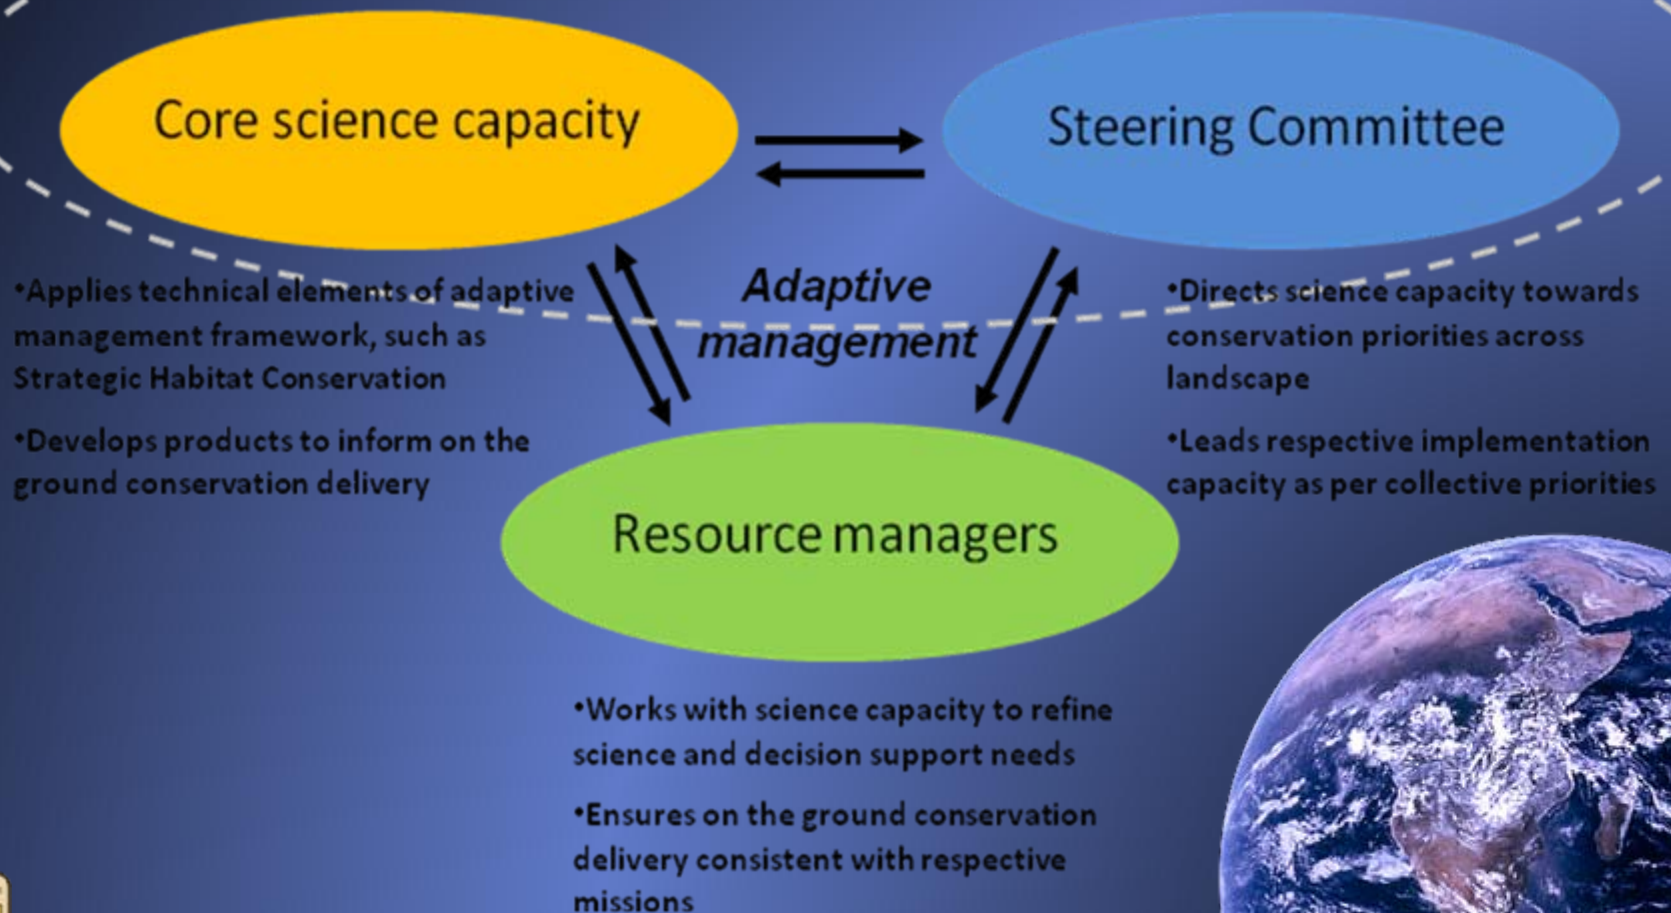 Core science capacity
Steering Committee
Adaptive
management
•Applies technical elements of adaptive
management framework, such as
Strategic Habitat Conservation
•Develops products to inform on the
ground conservation delivery
•Directs science capacity towards
conservation priorities across
landscape
•Leads respective implementation
capacity as per collective priorities
Resource managers
•Works with science capacity to refine
science and decision support needs
•Ensures on the ground conservation
delivery consistent with respective
missions